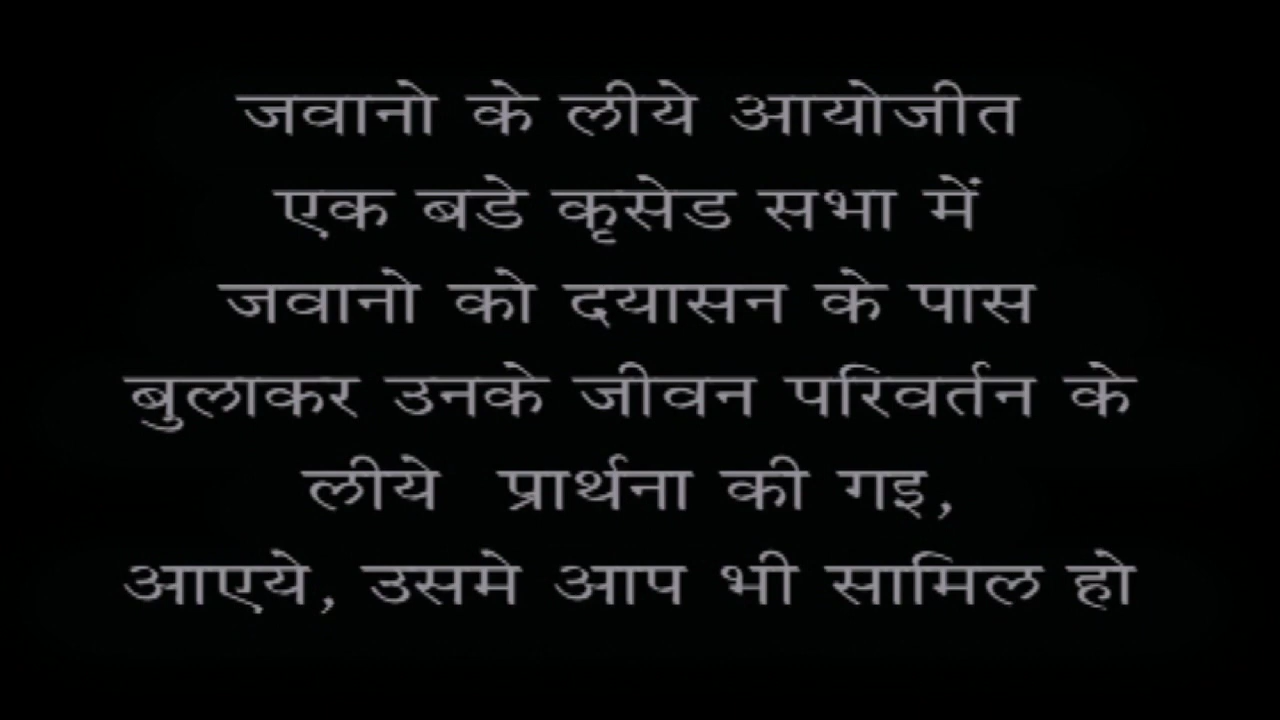 जवानो के लीये आयोजीत
एक बडे कृसेड सभा में
जवानो को दयासन के पास
बुलाकर उनके जीवन परिवर्तन के
लीये प्रार्थना की गइ,
आएये, उसमे आप भी सामिल हो